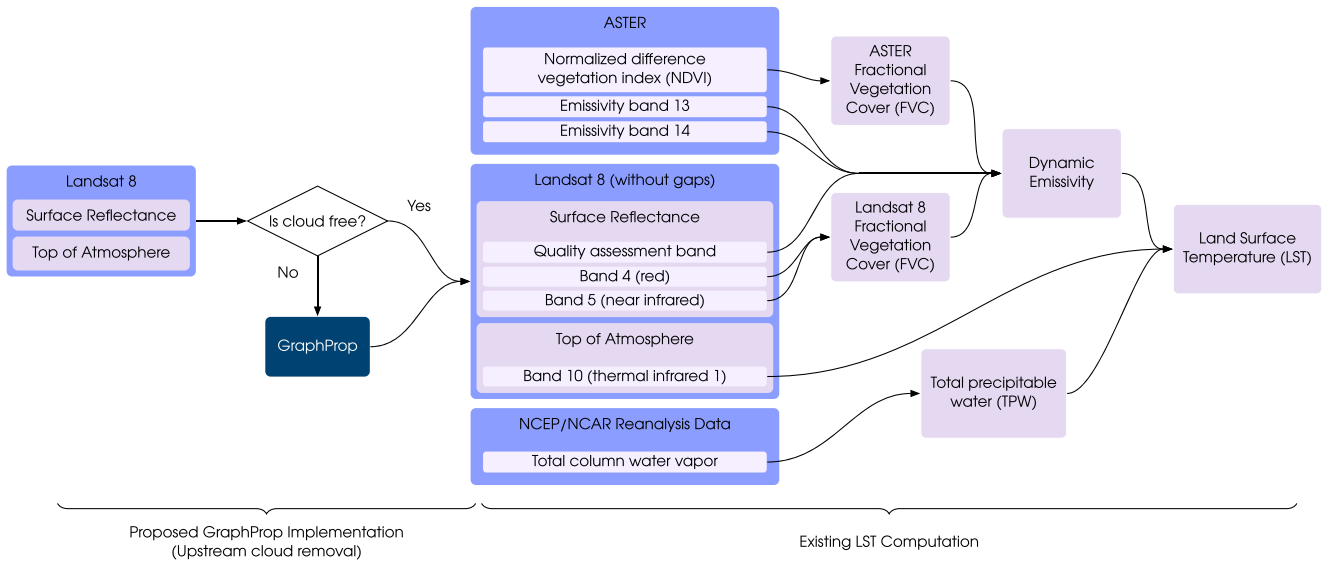 Landsat 8
Surface Reflectance
Top of Atmosphere
Is cloud free?
Yes
No
GraphProp
ASTER
Normalized difference
vegetation index (NDVI)
Emissivity band 13
Emissivity band 14
Landsat 8 (without gaps)
Surface Reflectance
Quality assessment band
Band 4 (red)
Band 5 (near infrared)
Top of Atmosphere
Band 10 (thermal infrared 1)
NCEP/NCAR Reanalysis Data
Total column water vapor
ASTER
Fractional
Vegetation
Cover (FVC)
Landsat 8
Fractional
Vegetation
Cover (FVC)
Dynamic
Emissivity
Total precipitable
water (TPW)
Land Surface
Temperature (LST)
Proposed GraphProp Implementation
(Upstream cloud removal)
Existing LST Computation